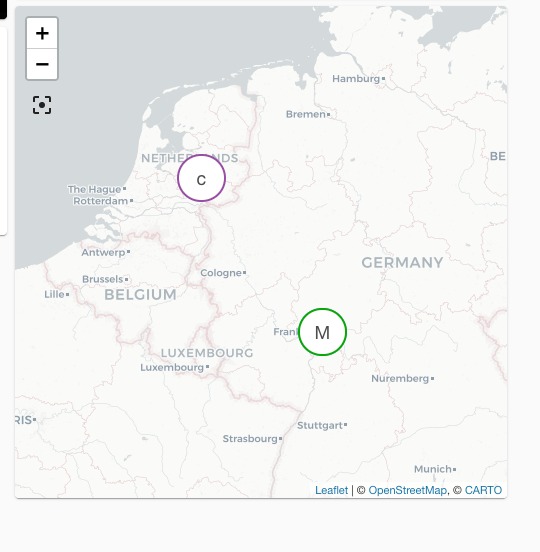 +
−
Hamburg
Bremen
NETHERLANDS
BE
C
The Hague
Rotterdam
Antwerp
GERMANY
Cologne
Brussels
Lille
BELGIUM
Fran
M
LUXEMBOURG
Luxembourg
Nuremberg
RIS
Stuttgart
Strasbourg
Munich
Leaflet | © OpenStreetMap, © CARTO